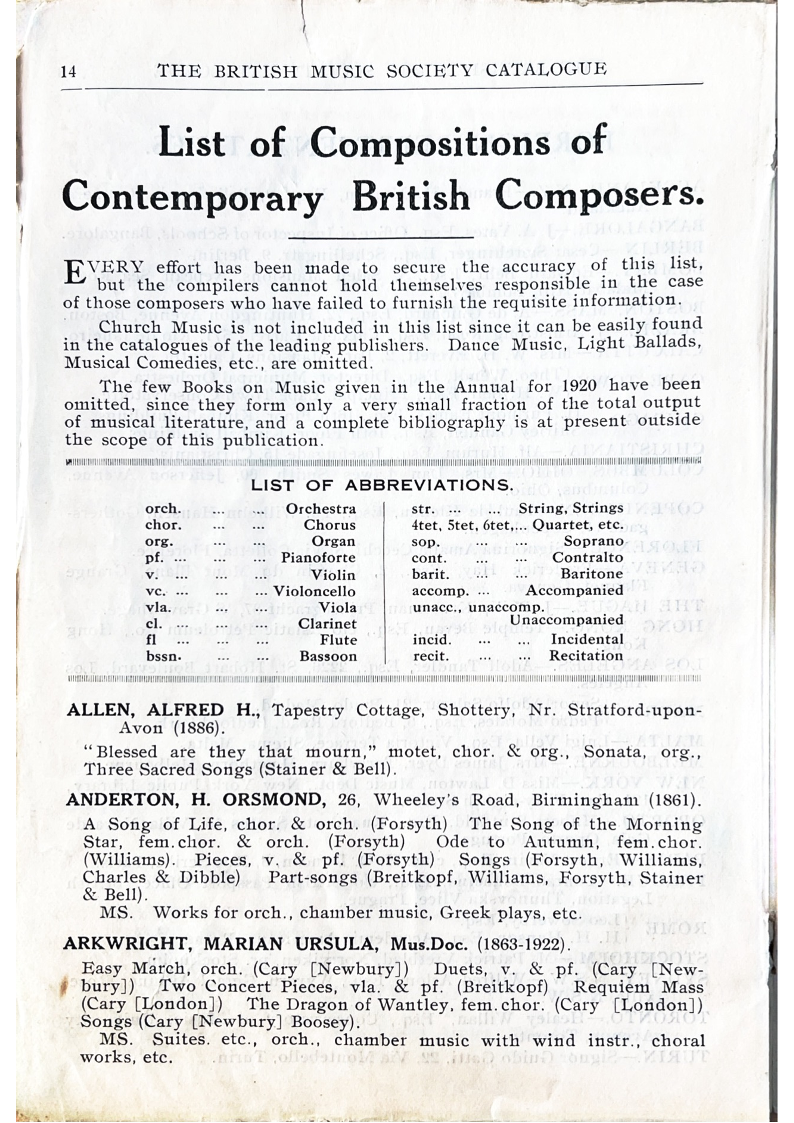 14 THE BRITISH MUSIC SOCIETY CATALOGUE
List of Compositions of
Contemporary British Composers.
EVERY effort has been made to secure the accuracy of this list,
but the compilers cannot hold themselves responsible in the case
of those composers who have failed to furnish the requisite information.
Church Music is not included in this list since it can be easily found
in the catalogues of the leading publishers. Dance Music, Light Ballads,
Musical Comedies, etc., are omitted.
The few Books on Music given in the Annual for 1920 have been
omitted, since they form only a very small fraction of the total output
of musical literature, and a complete bibliography is at present outside
the scope of this publication.
LIST OF ABBREVIATIONS.
orch. ... ... Orchestra
chor. ... ... Chorus
org. ... ... Organ
pf. ... ... Pianoforte
v. ... ... ... Violin
vc. ... ... ... Violoncello
vla. ... ... Viola
cl. ... ... ... Clarinet
fl ... ... ... Flute
bssn. ... ... Bassoon
str. ... ... String, Strings
4tet, 5tet, 6tet,... Quartet, etc.
sop. ... ... Soprano
cont. ... ... Contralto
barit. ... ... Baritone
accomp. ... Accompanied
unacc., unaccomp.
Unaccompanied
incid. ... ... Incidental
recit. ... ... Recitation
ALLEN, ALFRED H., Tapestry Cottage, Shottery, Nr. Stratford-upon-
Avon (1886).
"Blessed are they that mourn," motet, chor. & org., Sonata, org.,
Three Sacred Songs (Stainer & Bell).
ANDERTON, H. ORSMOND, 26, Wheeley's Road, Birmingham (1861).
A Song of Life, chor. & orch. (Forsyth) The Song of the Morning
Star, fem. chor. & orch. (Forsyth) Ode to Autumn, fem. chor.
(Williams). Pieces, v. & pf. (Forsyth) Songs (Forsyth, Williams,
Charles & Dibble) Part-songs (Breitkopf, Williams, Forsyth, Stainer
& Bell).
MS. Works for orch., chamber music, Greek plays, etc.
ARKWRIGHT, MARIAN URSULA, Mus.Doc. (1863-1922).
Easy March, orch. (Cary [Newbury]) Duets, v. & pf. (Cary [New-
bury]) Two Concert Pieces, vla. & pf. (Breitkopf) Requiem Mass
(Cary [London]) The Dragon of Wantley, fem. chor. (Cary [London])
Songs (Cary [Newbury] Boosey).
MS. Suites. etc., orch., chamber music with wind instr., choral
works, etc.